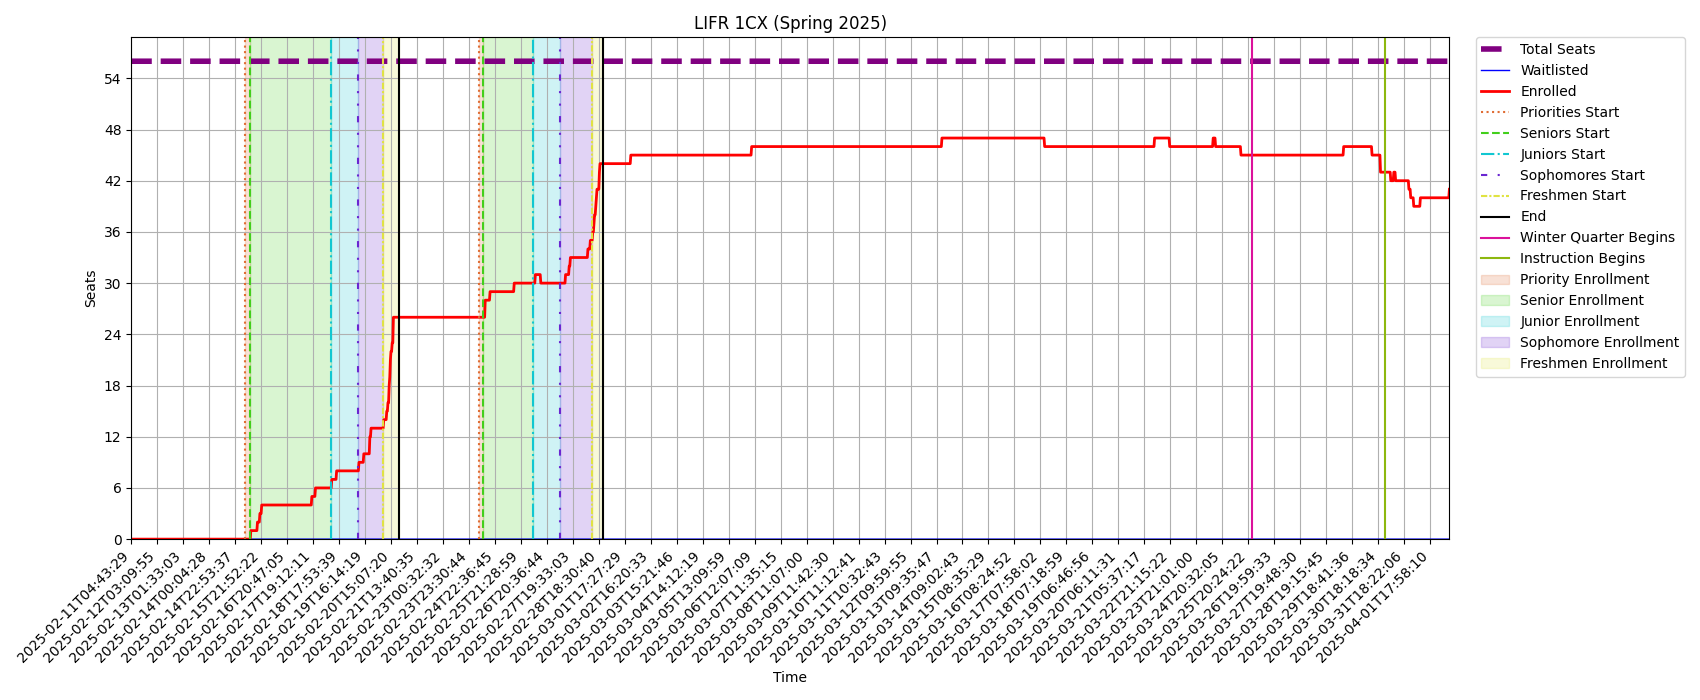 LIFR 1CX (Spring 2025)
Seats
54
48
42
36
30
24
18
12
6
0
2025-02-11T04:43:29
2025-02-12T03:09:55
2025-02-13T01:33:03
2025-02-14T00:04:28
2025-02-14T22:53:37
2025-02-15T21:52:22
2025-02-16T20:47:05
2025-02-17T19:12:11
2025-02-18T17:53:39
2025-02-19T16:14:19
2025-02-20T15:07:20
2025-02-21T13:40:35
2025-02-23T00:32:32
2025-02-23T23:30:44
2025-02-24T22:36:45
2025-02-25T21:28:59
2025-02-26T20:36:44
2025-02-27T19:33:03
2025-02-28T18:30:40
2025-03-01T17:27:29
2025-03-02T16:20:33
2025-03-03T15:21:46
2025-03-04T14:12:19
2025-03-05T13:09:59
2025-03-06T12:07:09
2025-03-08T11:35:15
2025-03-09T11:07:00
2025-03-09T11:42:30
2025-03-10T11:12:41
2025-03-11T10:32:43
2025-03-12T09:59:55
2025-03-13T09:35:47
2025-03-14T09:02:43
2025-03-15T08:35:29
2025-03-16T08:24:52
2025-03-17T07:58:02
2025-03-18T07:18:59
2025-03-19T06:46:56
2025-03-20T06:11:31
2025-03-21T05:37:17
2025-03-22T21:15:22
2025-03-23T21:01:00
2025-03-24T20:32:05
2025-03-25T20:24:22
2025-03-26T19:59:33
2025-03-27T19:48:30
2025-03-28T19:15:45
2025-03-29T18:41:36
2025-03-30T18:18:34
2025-03-31T18:22:06
2025-04-01T17:58:10
Time
Total Seats
Waitlisted
Enrolled
Priorities Start
Seniors Start
Juniors Start
Sophomores Start
Freshmen Start
End
Winter Quarter Begins
Instruction Begins
Priority Enrollment
Senior Enrollment
Junior Enrollment
Sophomore Enrollment
Freshmen Enrollment